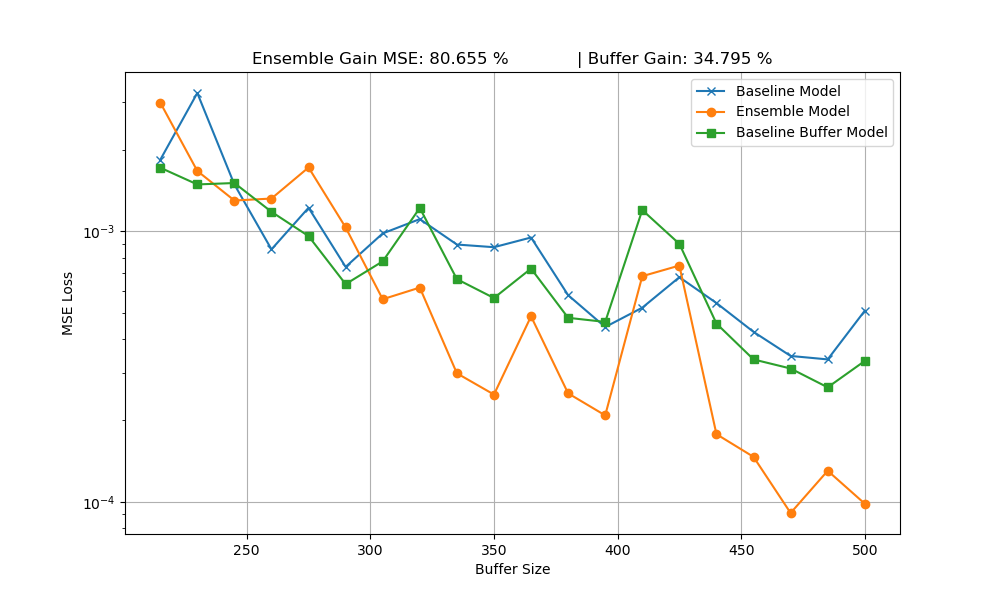 Ensemble Gain MSE: 80.655 % | Buffer Gain: 34.795 %
Baseline Model
Ensemble Model
Baseline Buffer Model
MSE Loss
10⁻³
10⁻⁴
250 300 350 400 450 500
Buffer Size